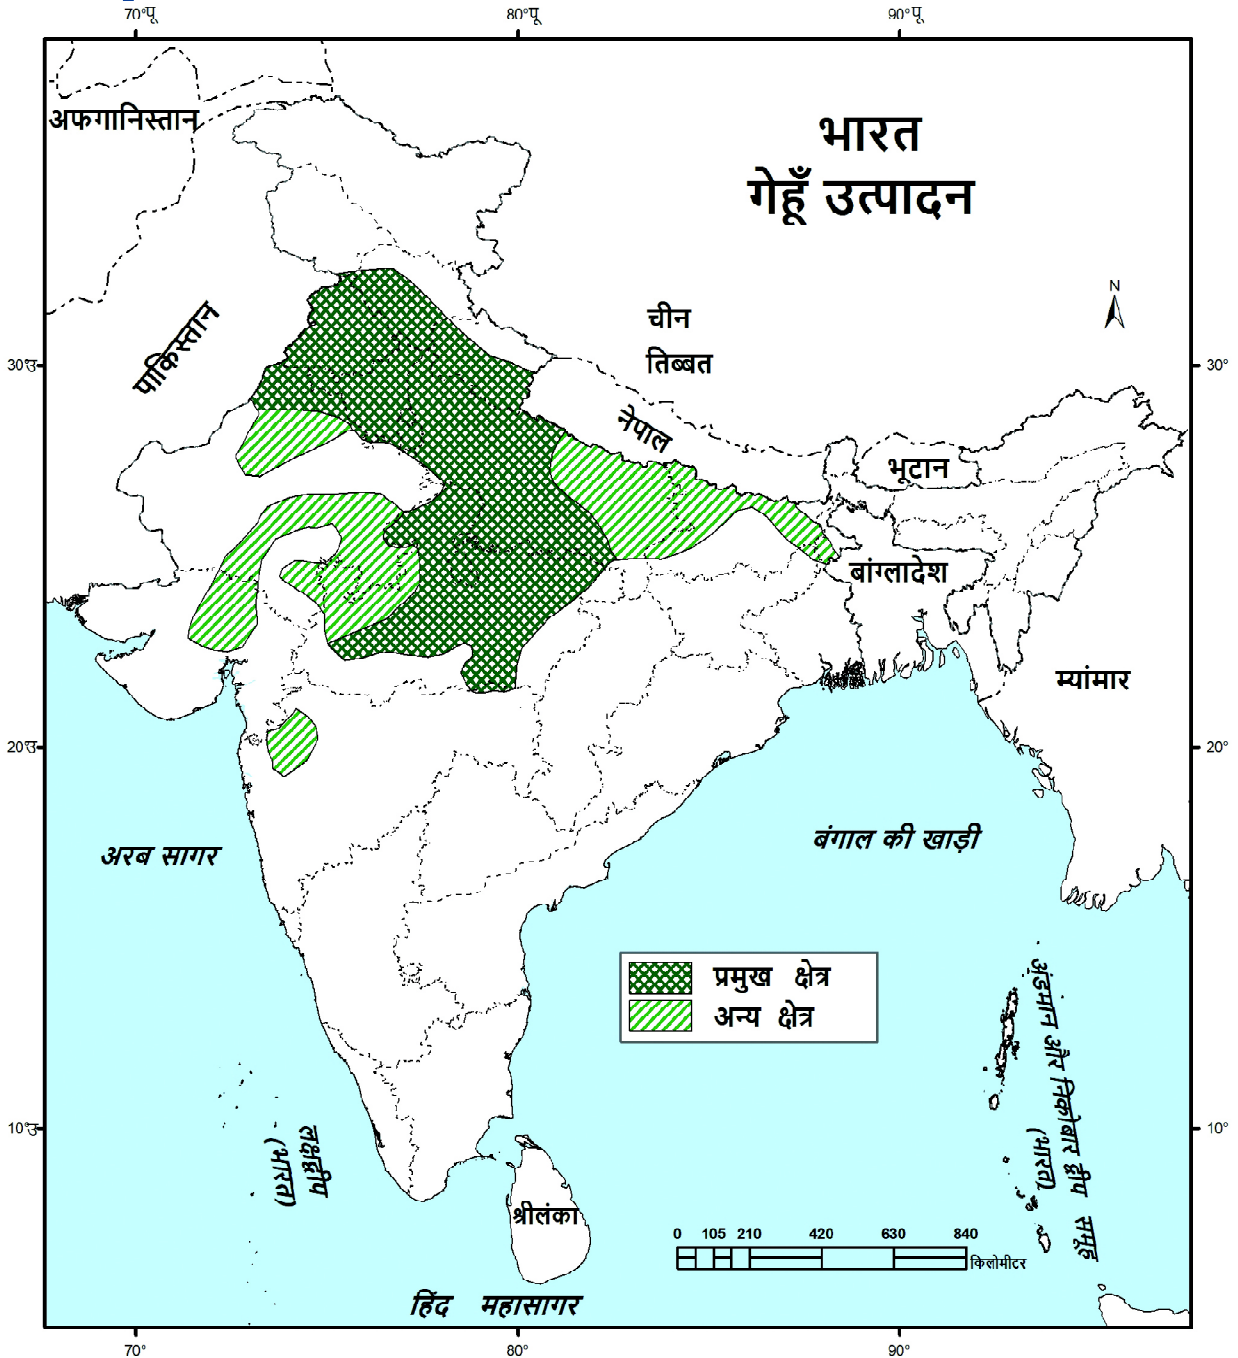 70°पू
80°पू
90°पू
अफगानिस्तान
भारत
गेहूँ उत्पादन
N
पाकिस्तान
चीन
तिब्बत
30°उ
30°
नेपाल
भूटान
बांग्लादेश
म्यांमार
20°उ
20°
अरब सागर
बंगाल की खाड़ी
प्रमुख क्षेत्र
अन्य क्षेत्र
अंडमान और निकोबार द्वीप समूह
(भारत)
10°उ
10°
लक्षद्वीप
(भारत)
श्रीलंका
0 105 210 420 630 840
किलोमीटर
हिंद महासागर
70°
80°
90°